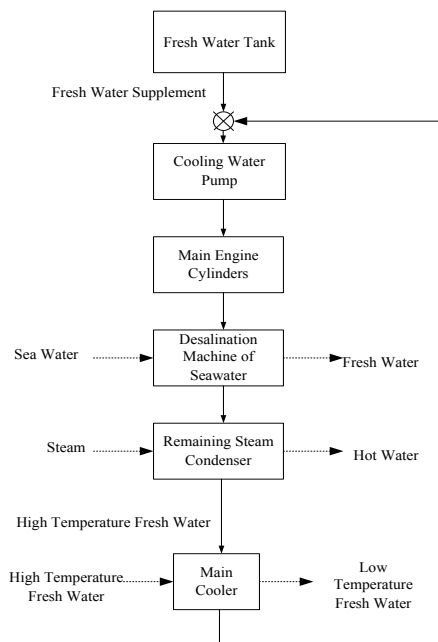 Fresh Water Tank
Fresh Water Supplement
Cooling Water
Pump
Main Engine
Cylinders
Sea Water
Desalination
Machine of
Seawater
Fresh Water
Steam
Remaining Steam
Condenser
Hot Water
High Temperature Fresh Water
High Temperature
Fresh Water
Main
Cooler
Low
Temperature
Fresh Water